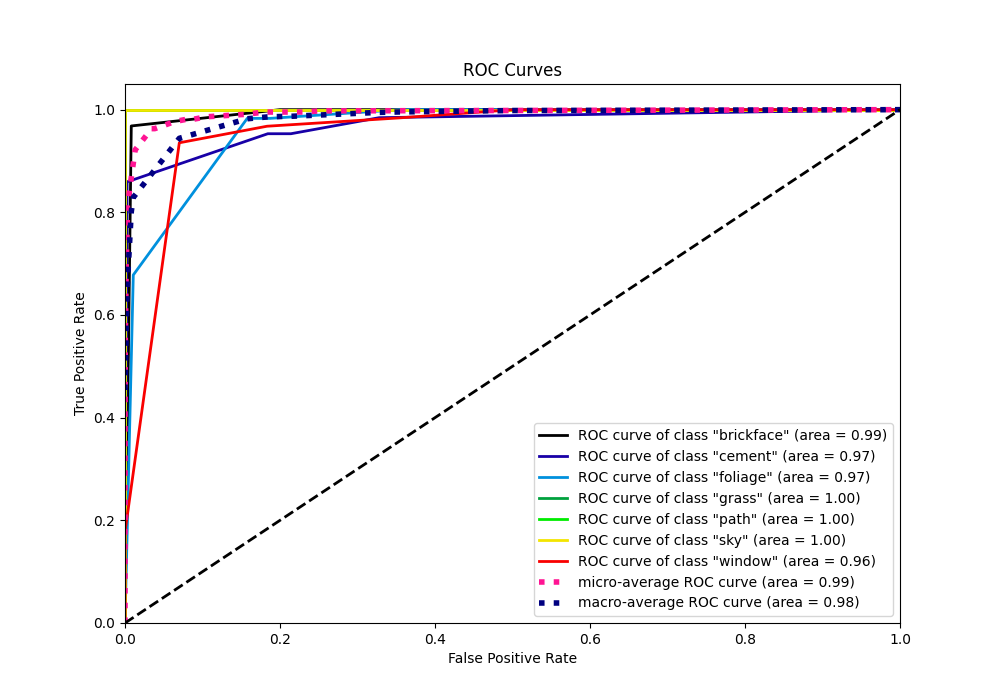 ROC Curves
True Positive Rate
1.0
0.8
0.6
0.4
0.2
0.0
ROC curve of class "brickface" (area = 0.99)
ROC curve of class "cement" (area = 0.97)
ROC curve of class "foliage" (area = 0.97)
ROC curve of class "grass" (area = 1.00)
ROC curve of class "path" (area = 1.00)
ROC curve of class "sky" (area = 1.00)
ROC curve of class "window" (area = 0.96)
micro-average ROC curve (area = 0.99)
macro-average ROC curve (area = 0.98)
0.0 0.2 0.4 0.6 0.8 1.0
False Positive Rate